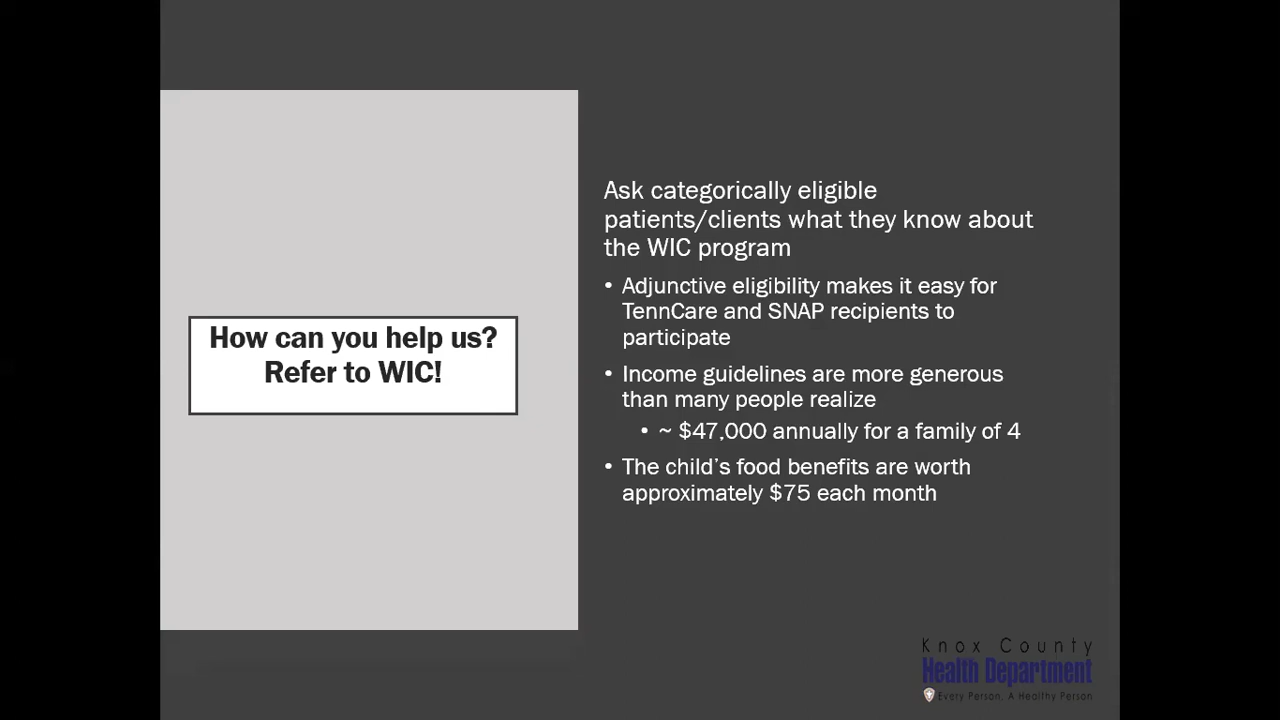 How can you help us?
Refer to WIC!
Ask categorically eligible
patients/clients what they know about
the WIC program
• Adjunctive eligibility makes it easy for
TennCare and SNAP recipients to
participate
• Income guidelines are more generous
than many people realize
• ~ $47,000 annually for a family of 4
• The child's food benefits are worth
approximately $75 each month
Knox County
Health Department
Every Person, A Healthy Person